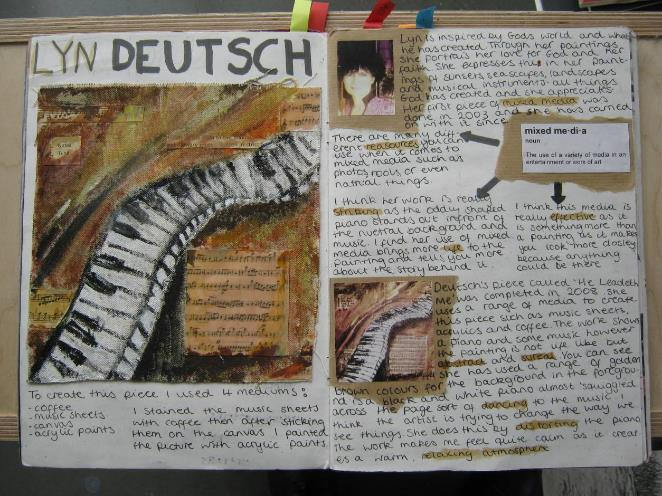 LYN DEUTSCH
To create this piece I used 4 mediums:
- coffee
- music sheets
- canvas
- acrylic paints
I stained the music sheets
with coffee then after sticking
them on the canvas I painted
the picture with acrylic paints.
Lyn is inspired by Gods world and what
he has created. Through her paintings
she portrays her love for God and her
faith. She expresses this in her paint-
ings of sunsets, seascapes, landscapes
and musical instruments - all things
God has created and she appreciates.
Her first piece of mixed media was
done in 2003 and she has carried
on with it since.
There are many diff-
erent resources you can
use when it comes to
mixed media such as
photos, tools, or even
natural things.
mixed me·di·a
noun
The use of a variety of media in an
entertainment or work of art
I think her work is really
striking as the oddly shaped
piano stands out infront of
the neutral background and
music. I find her use of mixed
media brings more life to the
painting and tells you more
about the story behind it.
I think this media is
really effective as it
is something more than
a painting as it makes
you look more closley
because anything
could be there
Deutsch's piece called 'He Leadeth
Me' was completed in 2008, she
uses a range of media to create
this piece such as music sheets,
acrylics and coffee. The work shows
a piano and some music however
the painting is not life like but
abstract and surreal. You can see
she has used a range of golden
brown colours for the background in the foregrou-
nd is a black and white piano almost 'squiggled'
across the page sort of dancing to the music. I
think the artist is trying to change the way we
see things. She does this by distorting the piano
The work makes me feel quite calm as it creat
es a warm, relaxing atmosphere